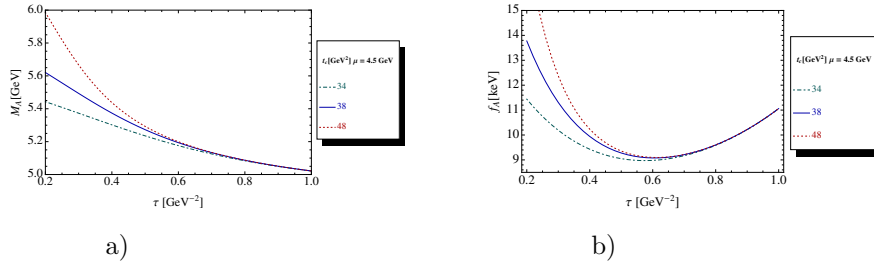 6.0
5.8
5.6
5.4
5.2
5.0
M_A[GeV]
0.2 0.4 0.6 0.8 1.0
τ [GeV⁻²]
t_c[GeV²] μ = 4.5 GeV
34
38
48
a)
15
14
13
12
11
10
9
f_A[keV]
0.2 0.4 0.6 0.8 1.0
τ [GeV⁻²]
t_c[GeV²] μ = 4.5 GeV
34
38
48
b)